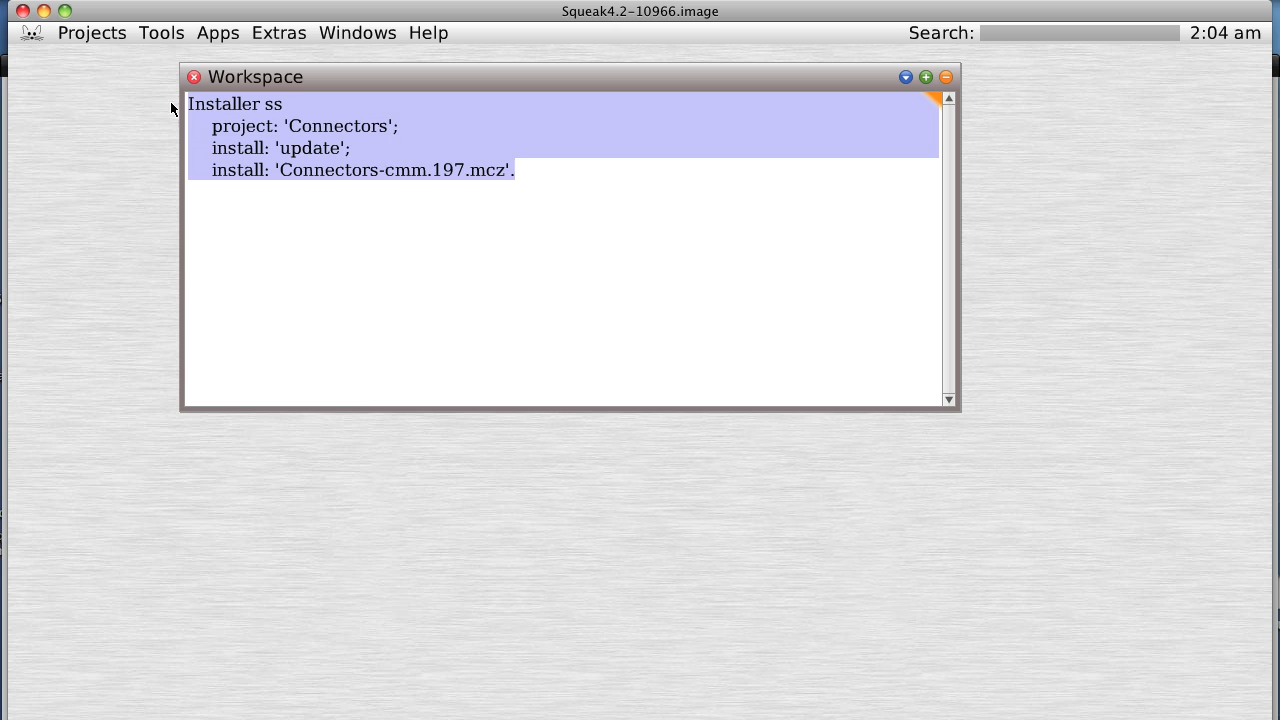 Squeak4.2-10966.image
Projects Tools Apps Extras Windows Help Search: 2:04 am
Workspace
Installer ss
project: 'Connectors';
install: 'update';
install: 'Connectors-cmm.197.mcz'.